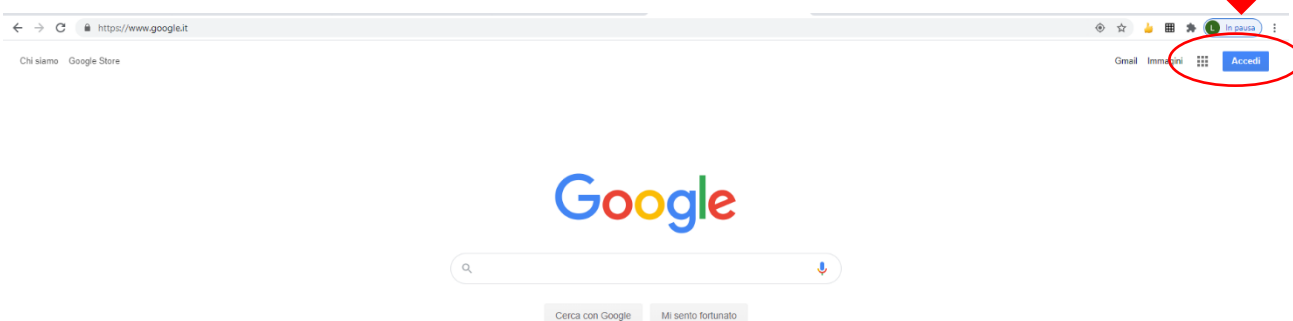 https://www.google.it
L In pausa
Chi siamo Google Store
Gmail Immagini Accedi
Google
Cerca con Google Mi sento fortunato